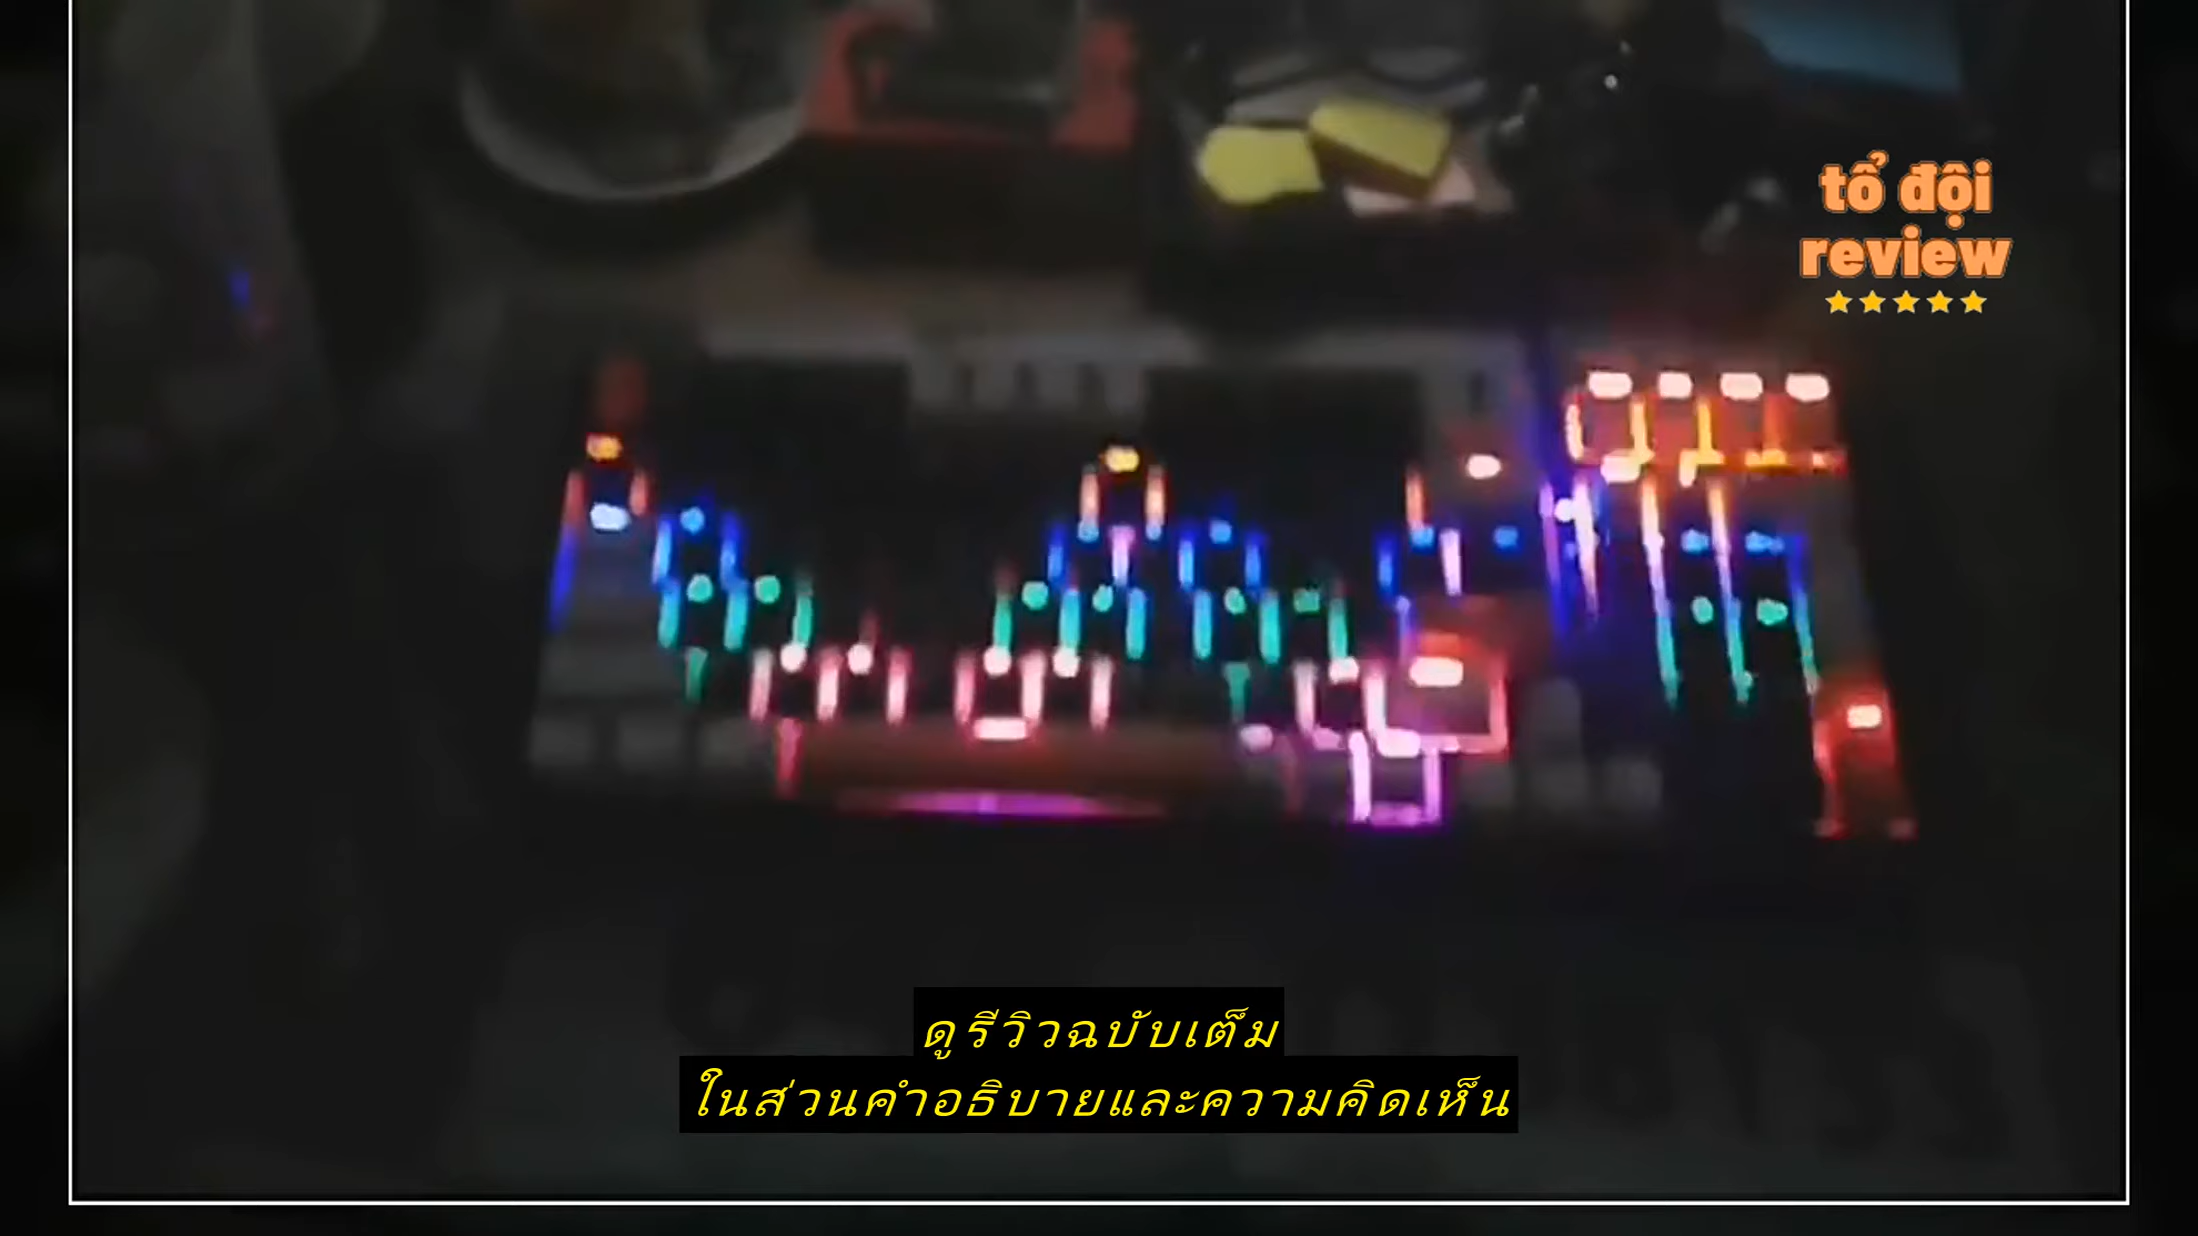 tổ đội
review
ดูรีวิวฉบับเต็ม
ในส่วนคำอธิบายและความคิดเห็น